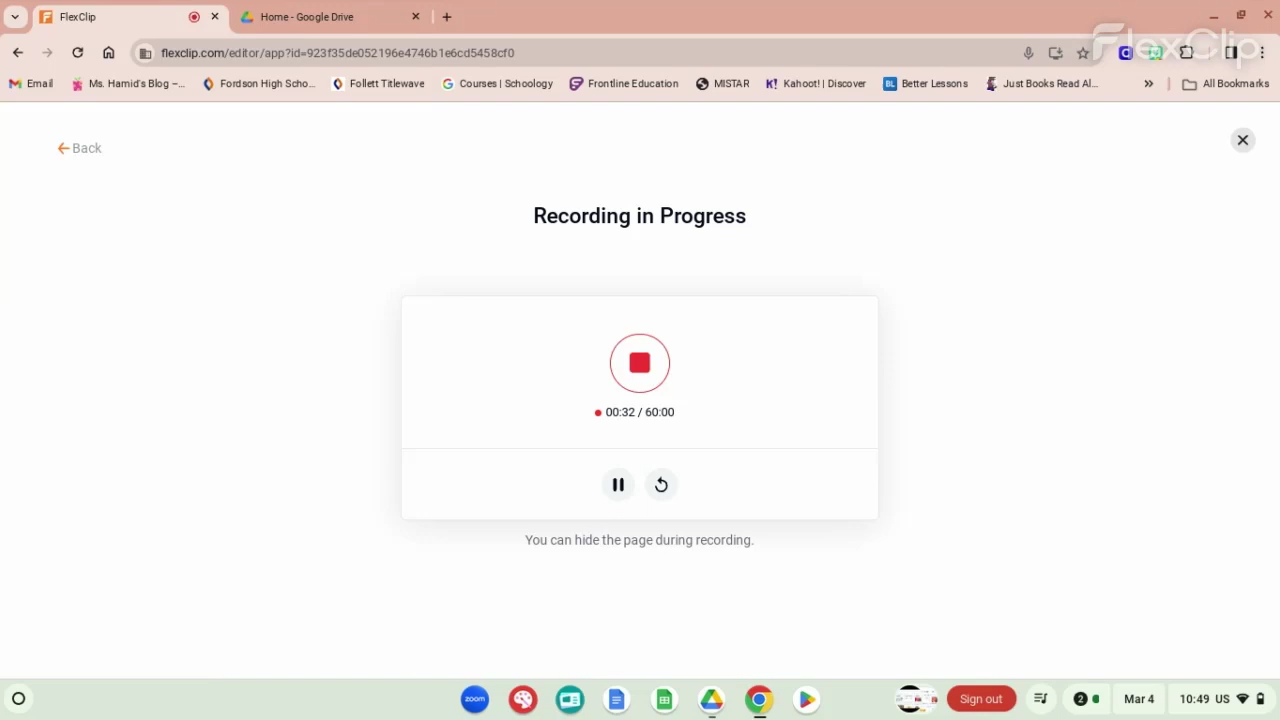 FlexClip
Home - Google Drive
flexclip.com/editor/app?id=923f35de052196e4746b1e6cd5458cf0
FlexClip
Email
Ms. Hamid's Blog -...
Fordson High Scho...
Follett Titlewave
Courses | Schoology
Frontline Education
MISTAR
Kahoot! | Discover
BL
Better Lessons
Just Books Read Al...
All Bookmarks
Back
Recording in Progress
00:32 / 60:00
You can hide the page during recording.
zoom
Sign out
2
Mar 4
10:49 US